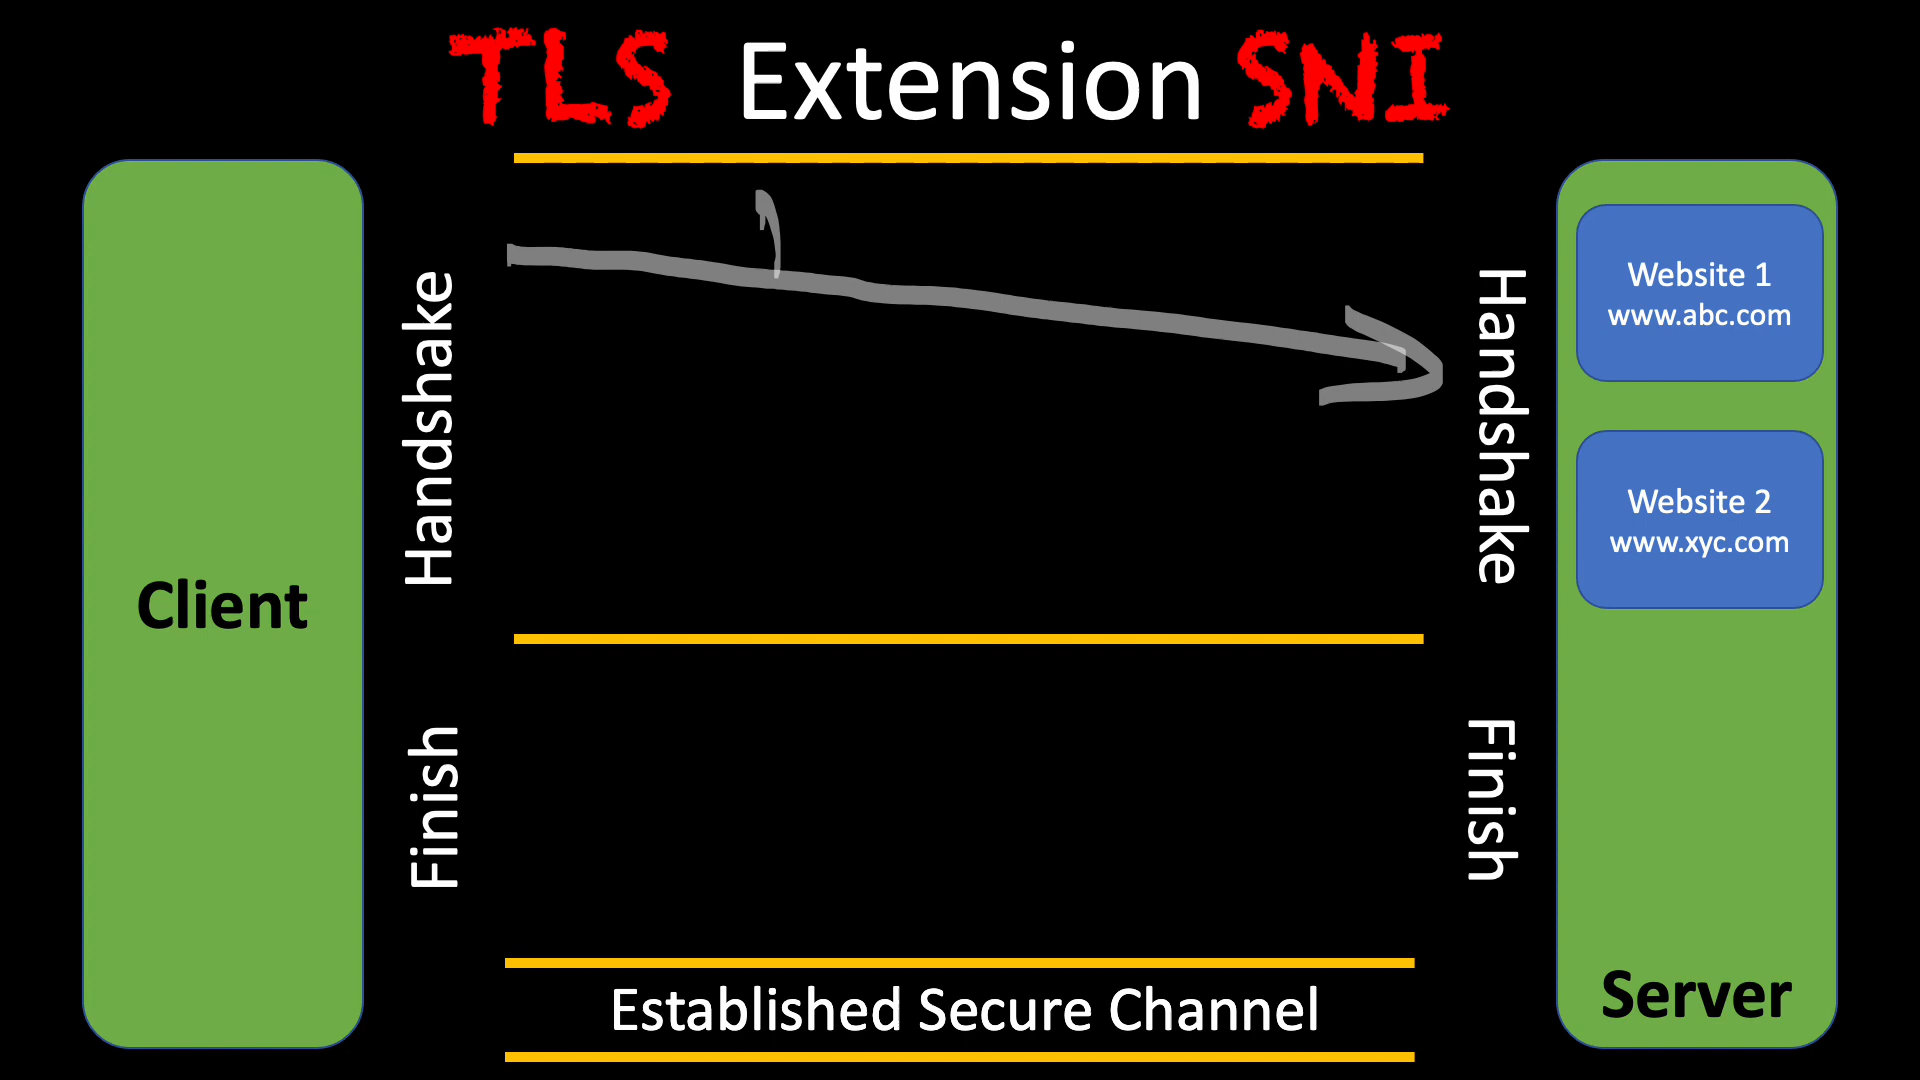 TLS Extension SNI
Handshake
Handshake
Website 1
www.abc.com
Website 2
www.xyc.com
Client
Finish
Finish
Server
Established Secure Channel